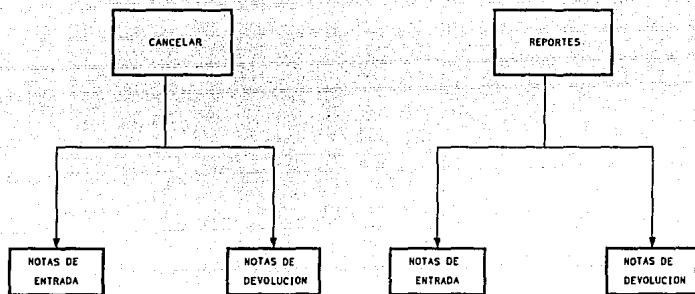 CANCELAR
REPORTES
NOTAS DE
ENTRADA
NOTAS DE
DEVOLUCION
NOTAS DE
ENTRADA
NOTAS DE
DEVOLUCION